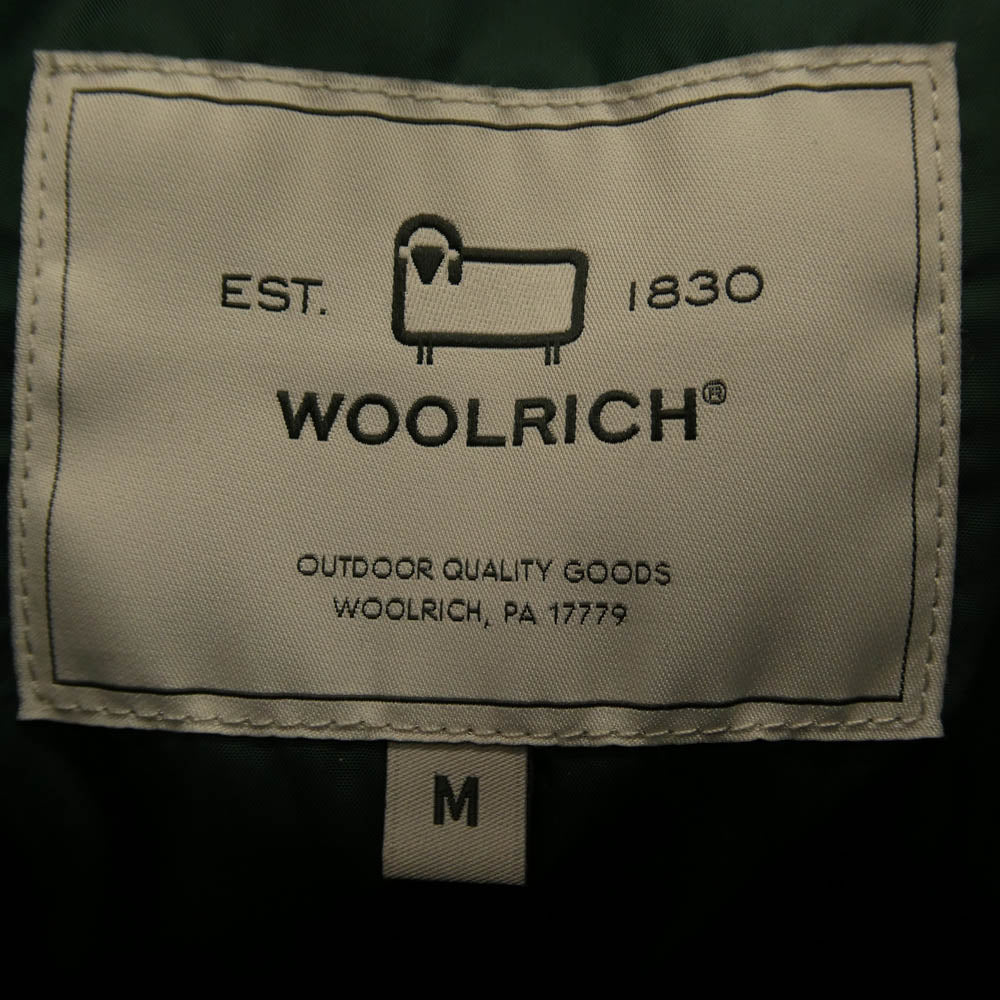 EST. 1830
WOOLRICH®
OUTDOOR QUALITY GOODS
WOOLRICH, PA 17779
M